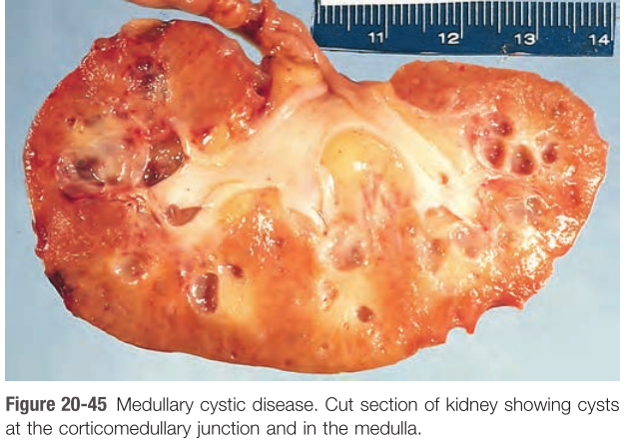 11 12 13 14
Figure 20-45 Medullary cystic disease. Cut section of kidney showing cysts
at the corticomedullary junction and in the medulla.